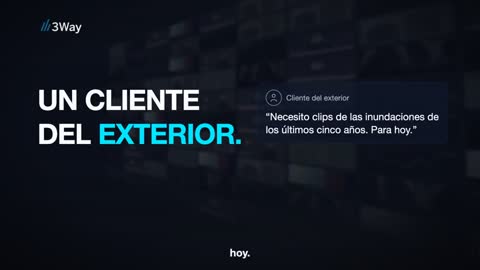 3Way
UN CLIENTE
DEL EXTERIOR.
Cliente del exterior
“Necesito clips de las inundaciones de
los últimos cinco años. Para hoy.”
hoy.